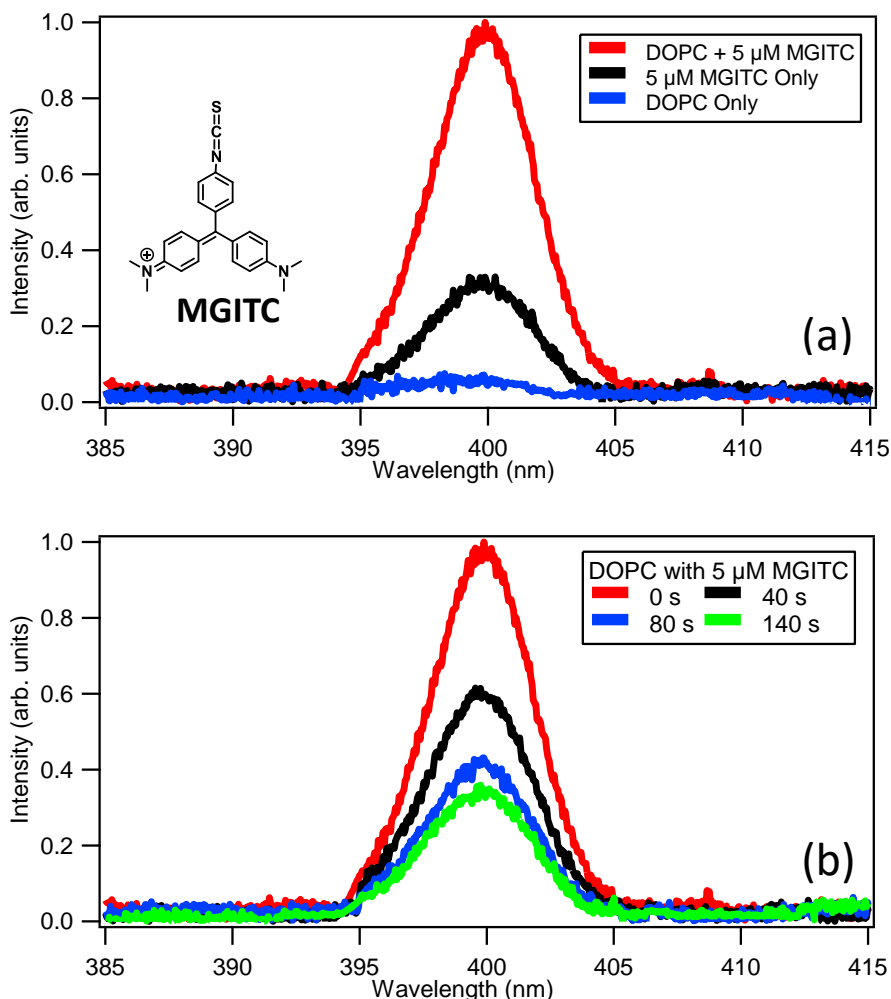 1.0
0.8
0.6
0.4
0.2
0.0
Intensity (arb. units)
DOPC + 5 µM MGITC
5 µM MGITC Only
DOPC Only
S
C
N
N
⊕
N
MGITC
(a)
385 390 395 400 405 410 415
Wavelength (nm)
1.0
0.8
0.6
0.4
0.2
0.0
Intensity (arb. units)
DOPC with 5 µM MGITC
0 s 40 s
80 s 140 s
(b)
385 390 395 400 405 410 415
Wavelength (nm)